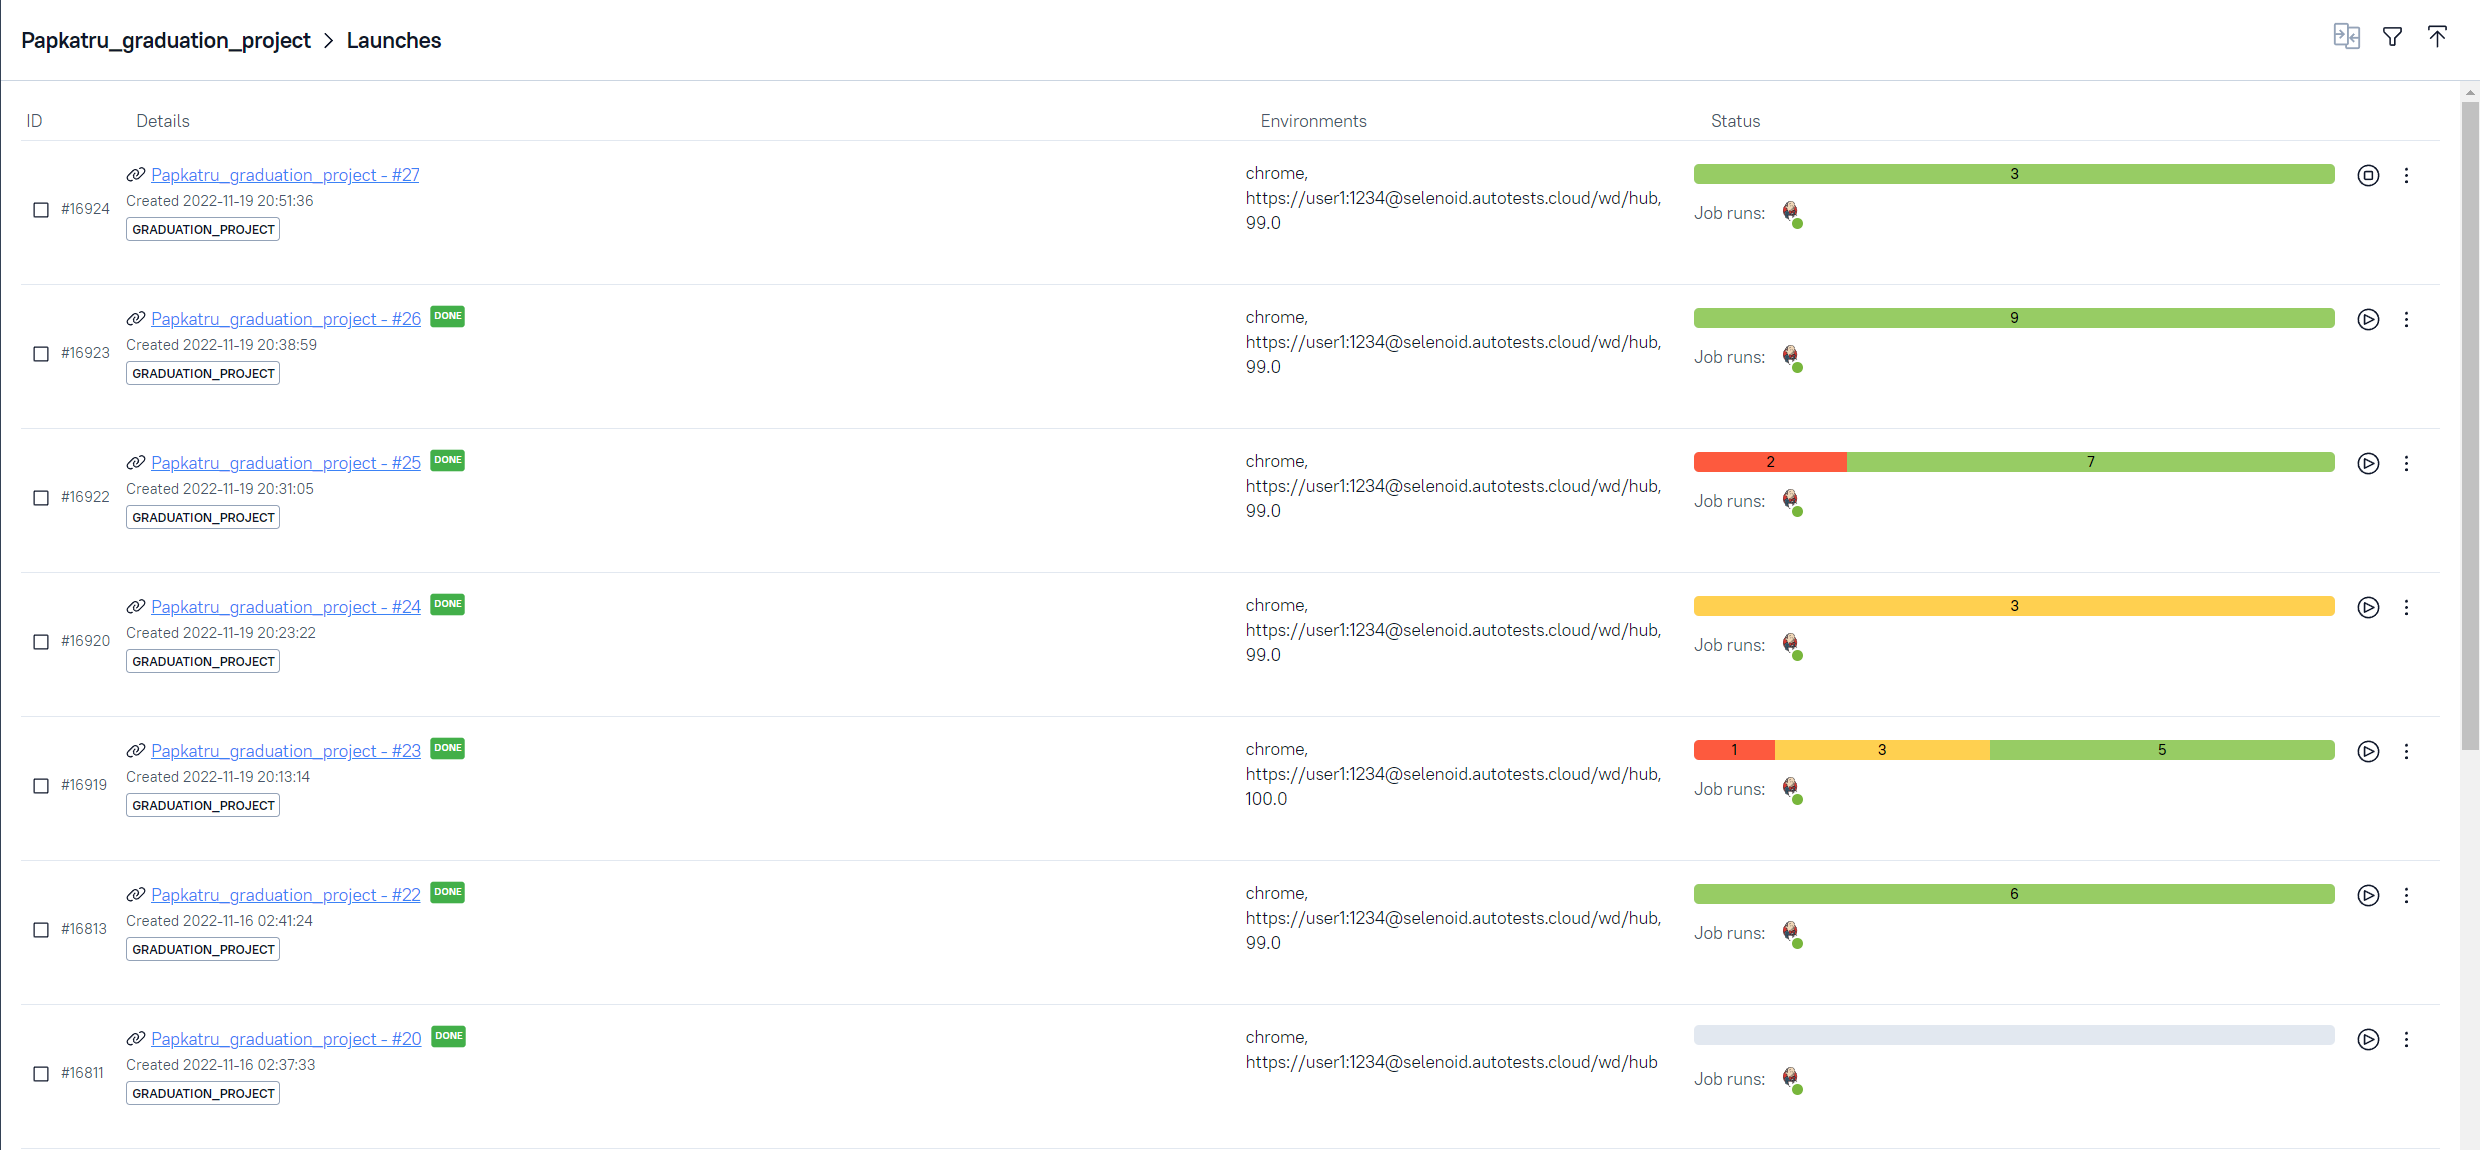 Papkatru_graduation_project > Launches
ID Details Environments Status
Papkatru_graduation_project - #27
#16924
Created 2022-11-19 20:51:36
GRADUATION_PROJECT
chrome,
https://user1:1234@selenoid.autotests.cloud/wd/hub,
99.0
3
Job runs:
Papkatru_graduation_project - #26 DONE
#16923
Created 2022-11-19 20:38:59
GRADUATION_PROJECT
chrome,
https://user1:1234@selenoid.autotests.cloud/wd/hub,
99.0
9
Job runs:
Papkatru_graduation_project - #25 DONE
#16922
Created 2022-11-19 20:31:05
GRADUATION_PROJECT
chrome,
https://user1:1234@selenoid.autotests.cloud/wd/hub,
99.0
2 7
Job runs:
Papkatru_graduation_project - #24 DONE
#16920
Created 2022-11-19 20:23:22
GRADUATION_PROJECT
chrome,
https://user1:1234@selenoid.autotests.cloud/wd/hub,
99.0
3
Job runs:
Papkatru_graduation_project - #23 DONE
#16919
Created 2022-11-19 20:13:14
GRADUATION_PROJECT
chrome,
https://user1:1234@selenoid.autotests.cloud/wd/hub,
100.0
1 3 5
Job runs:
Papkatru_graduation_project - #22 DONE
#16813
Created 2022-11-16 02:41:24
GRADUATION_PROJECT
chrome,
https://user1:1234@selenoid.autotests.cloud/wd/hub,
99.0
6
Job runs:
Papkatru_graduation_project - #20 DONE
#16811
Created 2022-11-16 02:37:33
GRADUATION_PROJECT
chrome,
https://user1:1234@selenoid.autotests.cloud/wd/hub
Job runs: